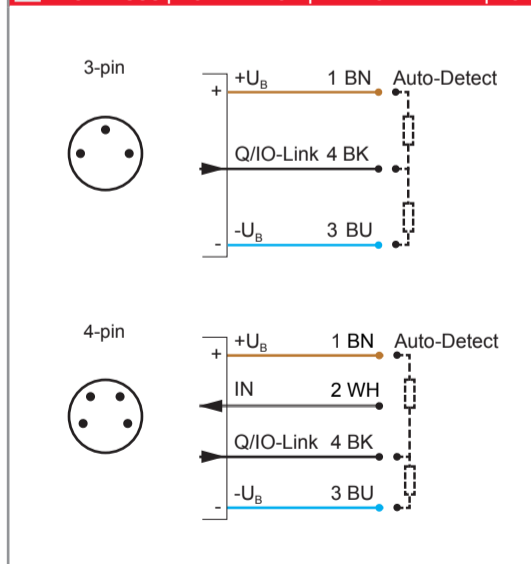 3-pin
+UB 1 BN Auto-Detect
+
Q/IO-Link 4 BK
-UB 3 BU
-
4-pin
+UB 1 BN Auto-Detect
+
IN 2 WH
Q/IO-Link 4 BK
-UB 3 BU
-